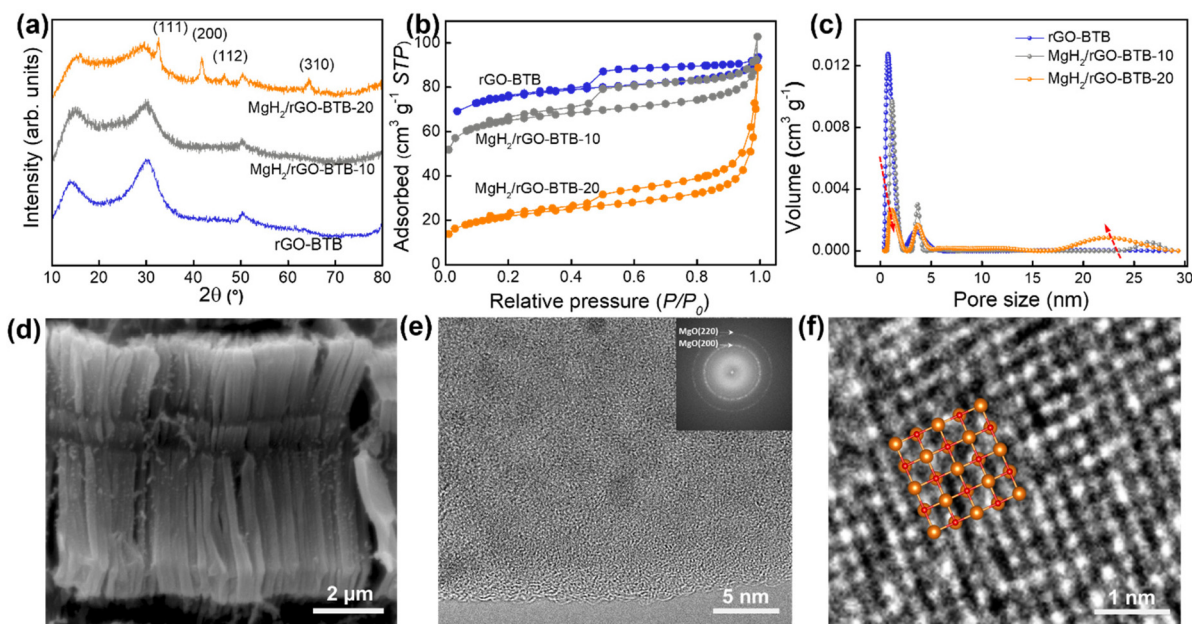 (a)
(111)
(200)
(112)
(310)
MgH₂/rGO-BTB-20
MgH₂/rGO-BTB-10
rGO-BTB
Intensity (arb. units)
10 20 30 40 50 60 70 80
2θ (°)
(b)
100
80
60
40
20
0
rGO-BTB
MgH₂/rGO-BTB-10
MgH₂/rGO-BTB-20
Adsorbed (cm³ g⁻¹ STP)
0.0 0.2 0.4 0.6 0.8 1.0
Relative pressure (P/P₀)
(c)
rGO-BTB
MgH₂/rGO-BTB-10
MgH₂/rGO-BTB-20
0.012
0.008
0.004
0.000
Volume (cm³ g⁻¹)
0 5 10 15 20 25 30
Pore size (nm)
(d)
2 μm
(e)
MgO(220)
MgO(200)
5 nm
(f)
1 nm